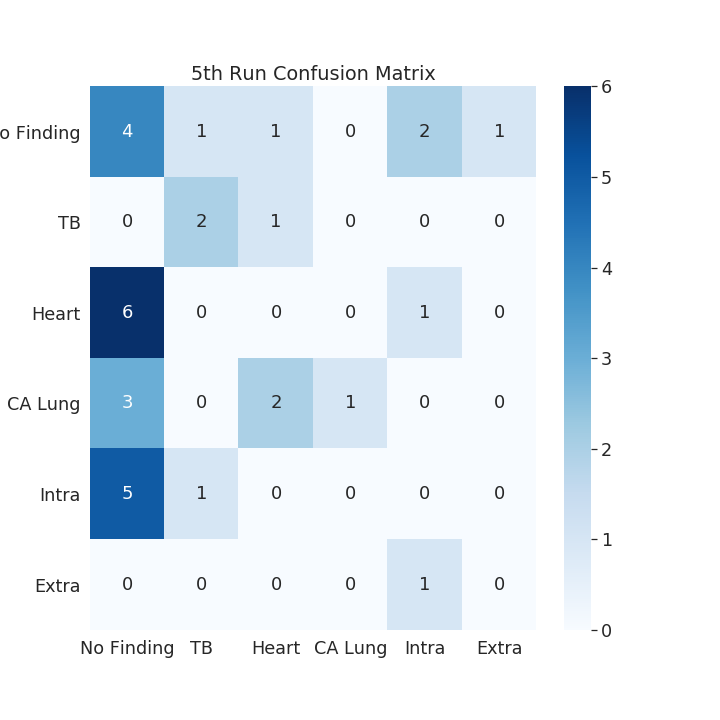 5th Run Confusion Matrix
o Finding 4 1 1 0 2 1
TB 0 2 1 0 0 0
Heart 6 0 0 0 1 0
CA Lung 3 0 2 1 0 0
Intra 5 1 0 0 0 0
Extra 0 0 0 0 1 0
No Finding TB Heart CA Lung Intra Extra
6
5
4
3
2
1
0